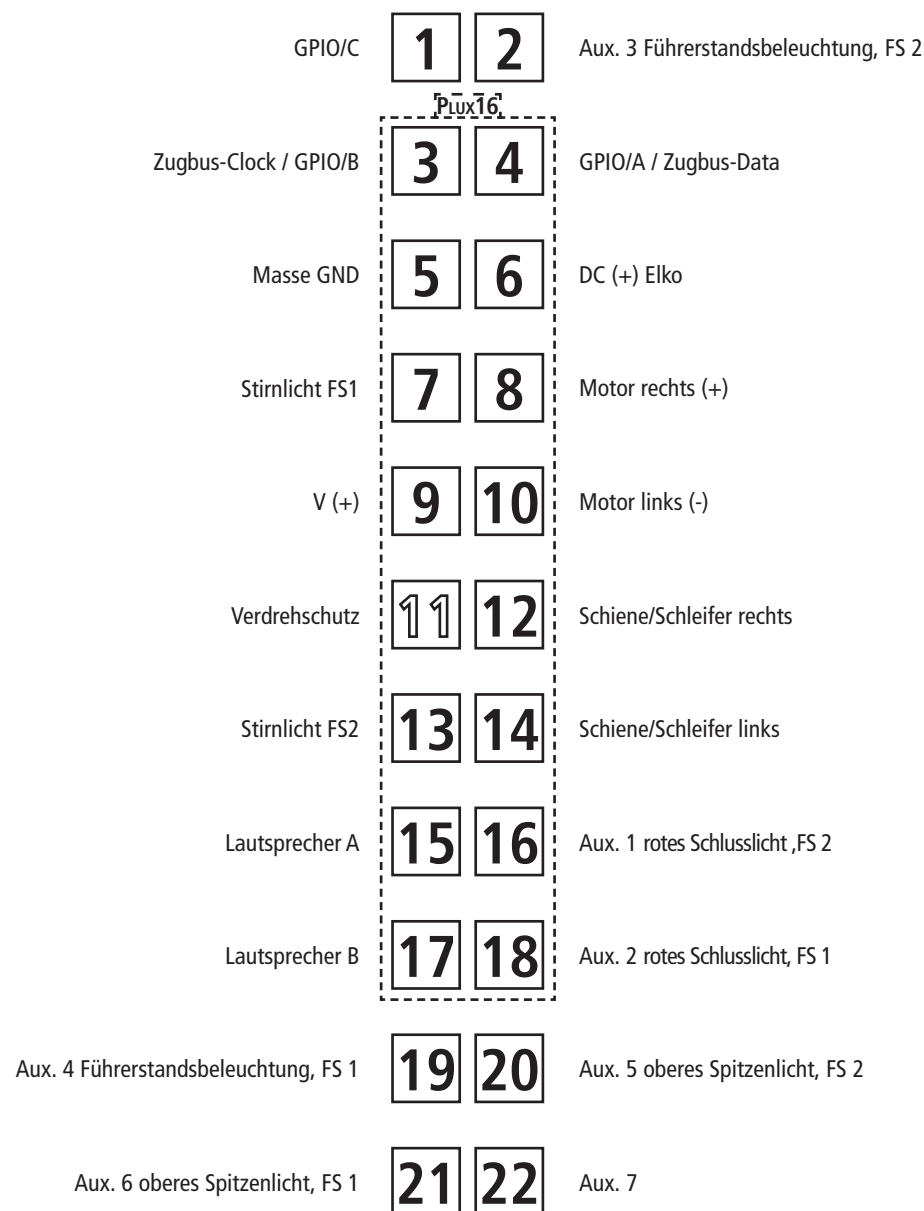 GPIO/C 1 2 Aux. 3 Führerstandsbeleuchtung, FS 2
PLUX16
Zugbus-Clock / GPIO/B 3 4 GPIO/A / Zugbus-Data
Masse GND 5 6 DC (+) Elko
Stirnlicht FS1 7 8 Motor rechts (+)
V (+) 9 10 Motor links (-)
Verdrehschutz 11 12 Schiene/Schleifer rechts
Stirnlicht FS2 13 14 Schiene/Schleifer links
Lautsprecher A 15 16 Aux. 1 rotes Schlusslicht ,FS 2
Lautsprecher B 17 18 Aux. 2 rotes Schlusslicht, FS 1
Aux. 4 Führerstandsbeleuchtung, FS 1 19 20 Aux. 5 oberes Spitzenlicht, FS 2
Aux. 6 oberes Spitzenlicht, FS 1 21 22 Aux. 7